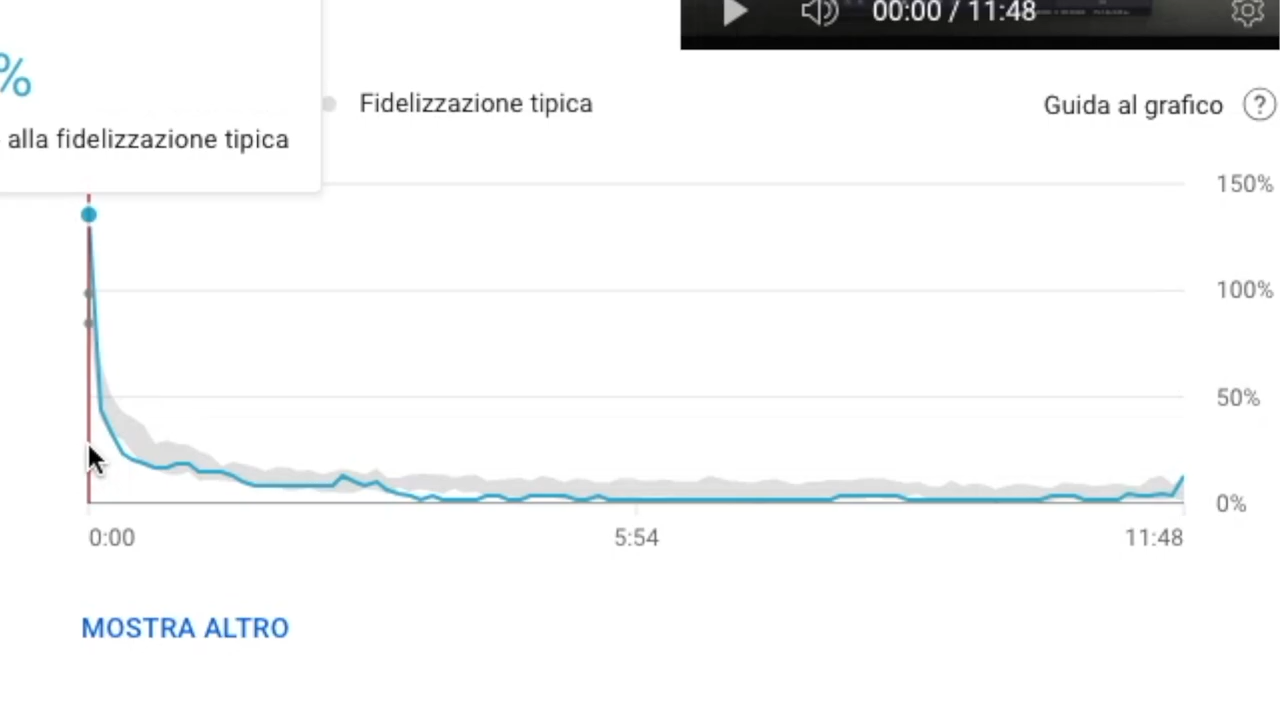 00:00 / 11:48
%
Fidelizzazione tipica
Guida al grafico ?
alla fidelizzazione tipica
150%
100%
50%
0%
0:00
5:54
11:48
MOSTRA ALTRO